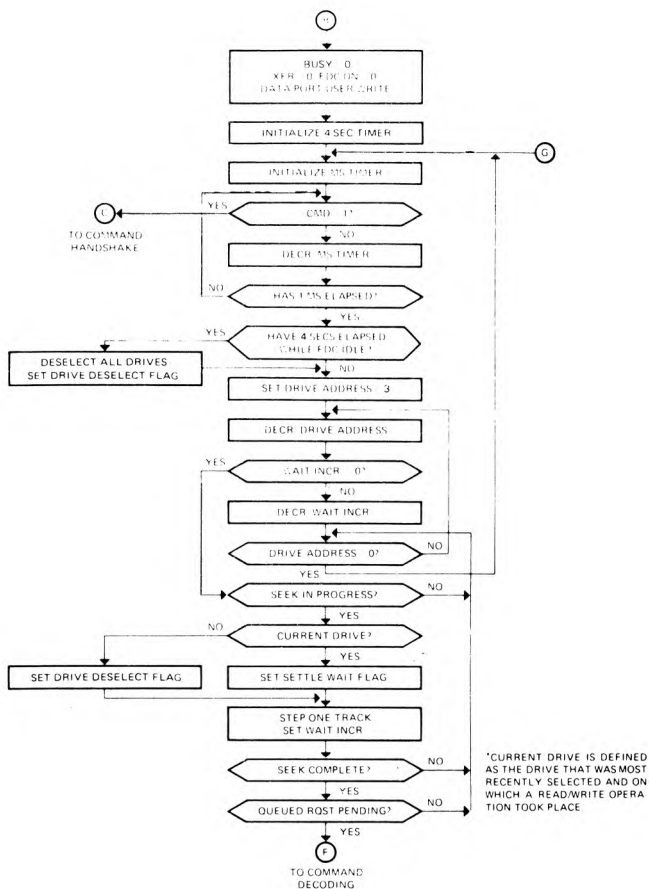 H
BUSY 0
XFR 0, FDC ON 0
DATA PORT USER WRITE
INITIALIZE 4 SEC TIMER
G
INITIALIZE MS TIMER
YES
C
CMD 1?
TO COMMAND
HANDSHAKE
NO
DECR MS TIMER
NO
HAS 1 MS ELAPSED?
YES
YES
HAVE 4 SECS ELAPSED
WHILE FDC IDLE?
DESELECT ALL DRIVES
SET DRIVE DESELECT FLAG
NO
SET DRIVE ADDRESS 3
DECR DRIVE ADDRESS
YES
WAIT INCR 0?
NO
DECR WAIT INCR
DRIVE ADDRESS 0?
NO
YES
SEEK IN PROGRESS?
NO
YES
NO
CURRENT DRIVE?
YES
SET DRIVE DESELECT FLAG
SET SETTLE WAIT FLAG
STEP ONE TRACK
SET WAIT INCR
SEEK COMPLETE?
NO
YES
*CURRENT DRIVE IS DEFINED
AS THE DRIVE THAT WAS MOST
RECENTLY SELECTED AND ON
WHICH A READ/WRITE OPERA
TION TOOK PLACE
QUEUED RQST PENDING?
NO
YES
F
TO COMMAND
DECODING